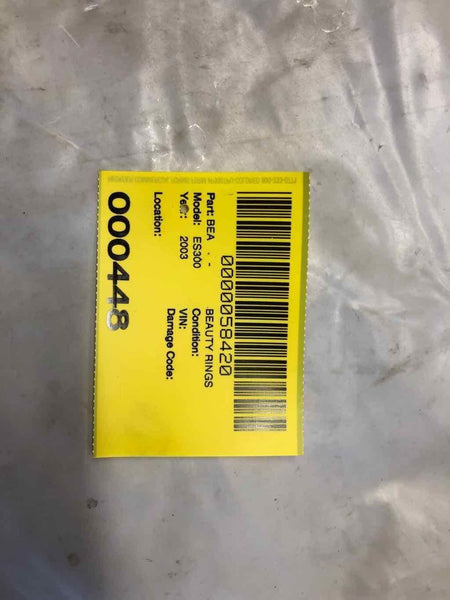 0000058420
Part: BEA . - BEAUTY RINGS
Model: ES300 Condition:
Year: 2003 VIN:
Damage Code:
Location:
000448